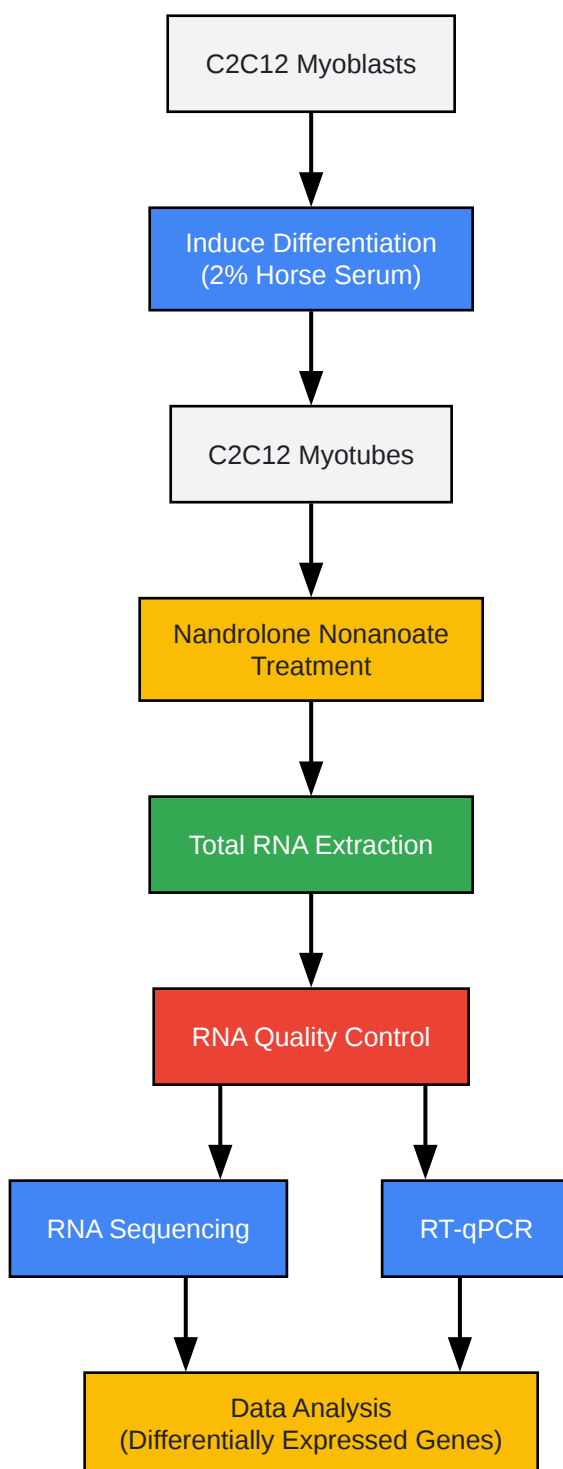 C2C12 Myoblasts
Induce Differentiation
(2% Horse Serum)
C2C12 Myotubes
Nandrolone Nonanoate
Treatment
Total RNA Extraction
RNA Quality Control
RNA Sequencing
RT-qPCR
Data Analysis
(Differentially Expressed Genes)